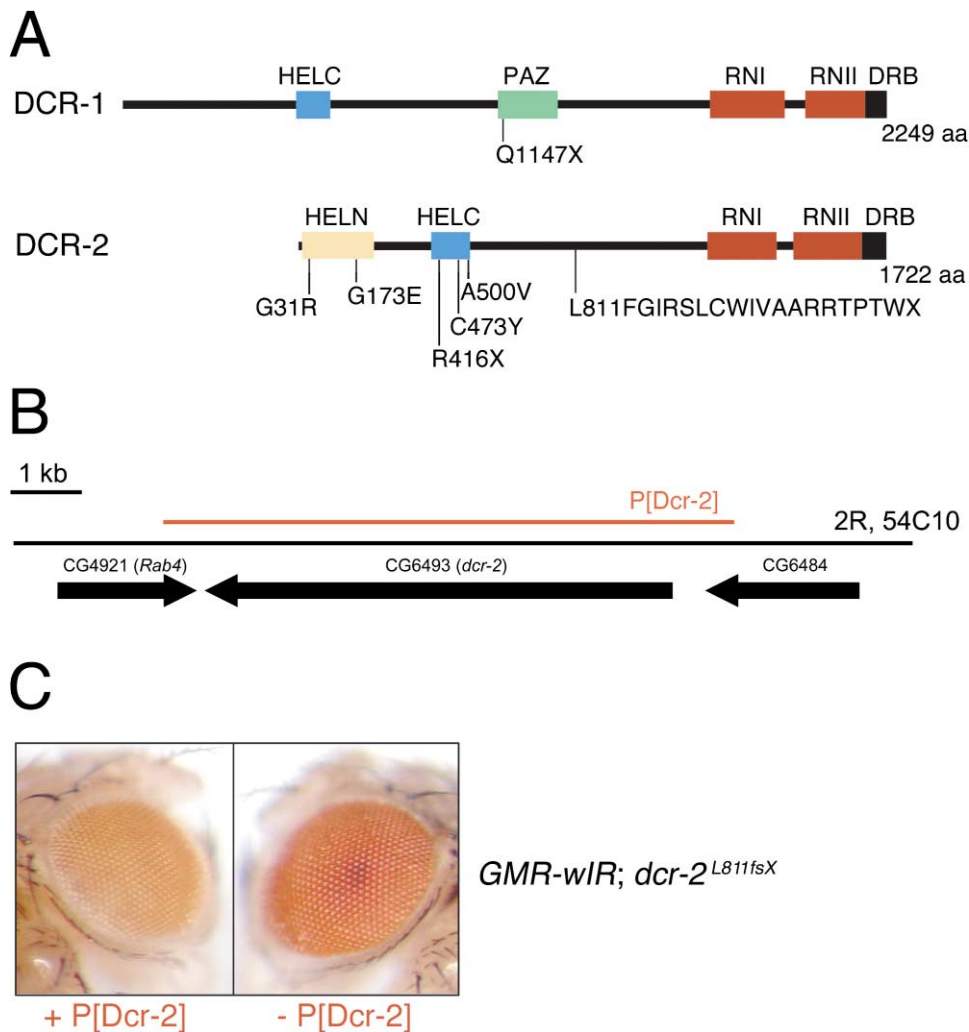 A
HELC PAZ RNI RNII DRB
DCR-1
2249 aa
Q1147X
HELN HELC RNI RNII DRB
DCR-2
1722 aa
G31R G173E A500V L811FGIRSLCWIVAARRTPTWX
C473Y
R416X
B
1 kb
P[Dcr-2]
2R, 54C10
CG4921 (Rab4) CG6493 (dcr-2) CG6484
C
GMR-wIR; dcr-2 L811fsX
+ P[Dcr-2] - P[Dcr-2]